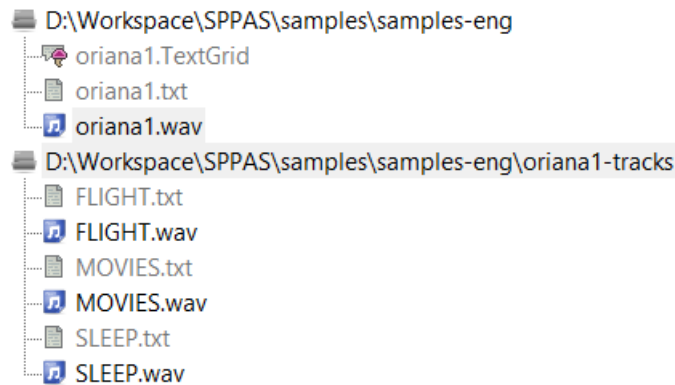 D:\Workspace\SPPAS\samples\samples-eng
oriana1.TextGrid
oriana1.txt
oriana1.wav
D:\Workspace\SPPAS\samples\samples-eng\oriana1-tracks
FLIGHT.txt
FLIGHT.wav
MOVIES.txt
MOVIES.wav
SLEEP.txt
SLEEP.wav